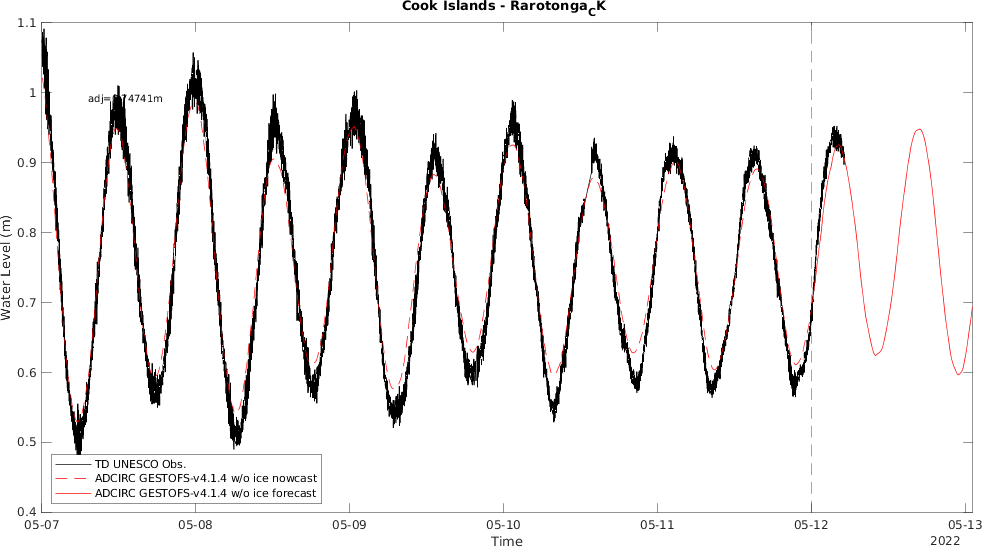 Cook Islands - Rarotonga_CK
1.1
1
0.9
0.8
0.7
0.6
0.5
0.4
Water Level (m)
TD UNESCO Obs.
ADCIRC GESTOFS-v4.1.4 w/o ice nowcast
ADCIRC GESTOFS-v4.1.4 w/o ice forecast
05-07 05-08 05-09 05-10 05-11 05-12 05-13
Time
2022